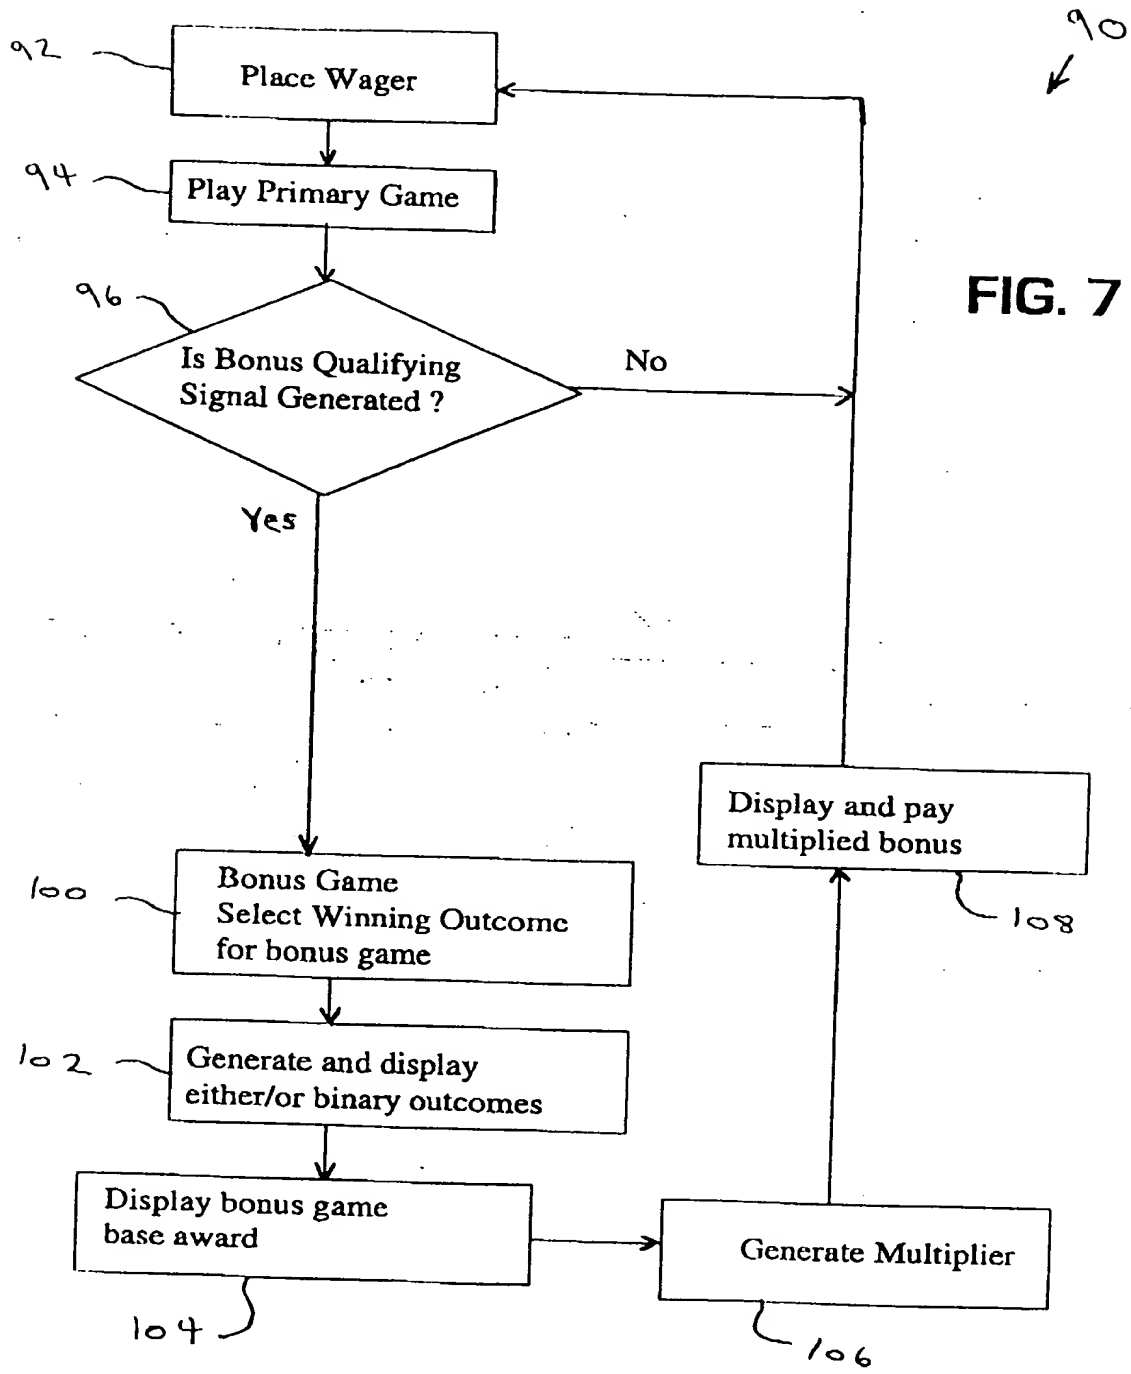 90
92
Place Wager
94
Play Primary Game
FIG. 7
96
Is Bonus Qualifying
Signal Generated ?
No
Yes
Display and pay
multiplied bonus
108
100
Bonus Game
Select Winning Outcome
for bonus game
102
Generate and display
either/or binary outcomes
Display bonus game
base award
104
Generate Multiplier
106